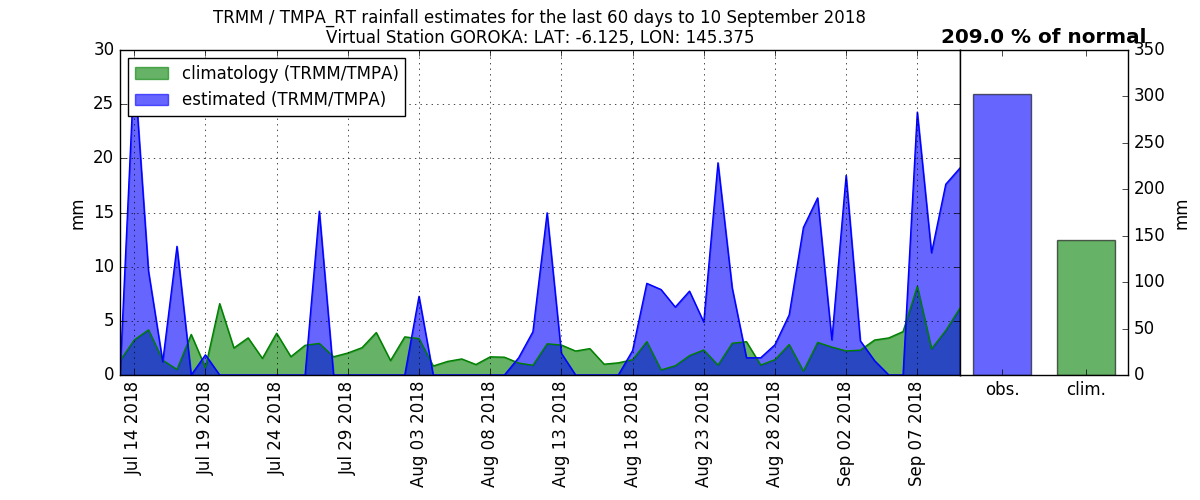 TRMM / TMPA_RT rainfall estimates for the last 60 days to 10 September 2018
Virtual Station GOROKA: LAT: -6.125, LON: 145.375
209.0 % of normal
climatology (TRMM/TMPA)
estimated (TRMM/TMPA)
30
25
20
15
10
5
0
mm
Jul 14 2018
Jul 19 2018
Jul 24 2018
Jul 29 2018
Aug 03 2018
Aug 08 2018
Aug 13 2018
Aug 18 2018
Aug 23 2018
Aug 28 2018
Sep 02 2018
Sep 07 2018
obs.
clim.
350
300
250
200
150
100
50
0
mm